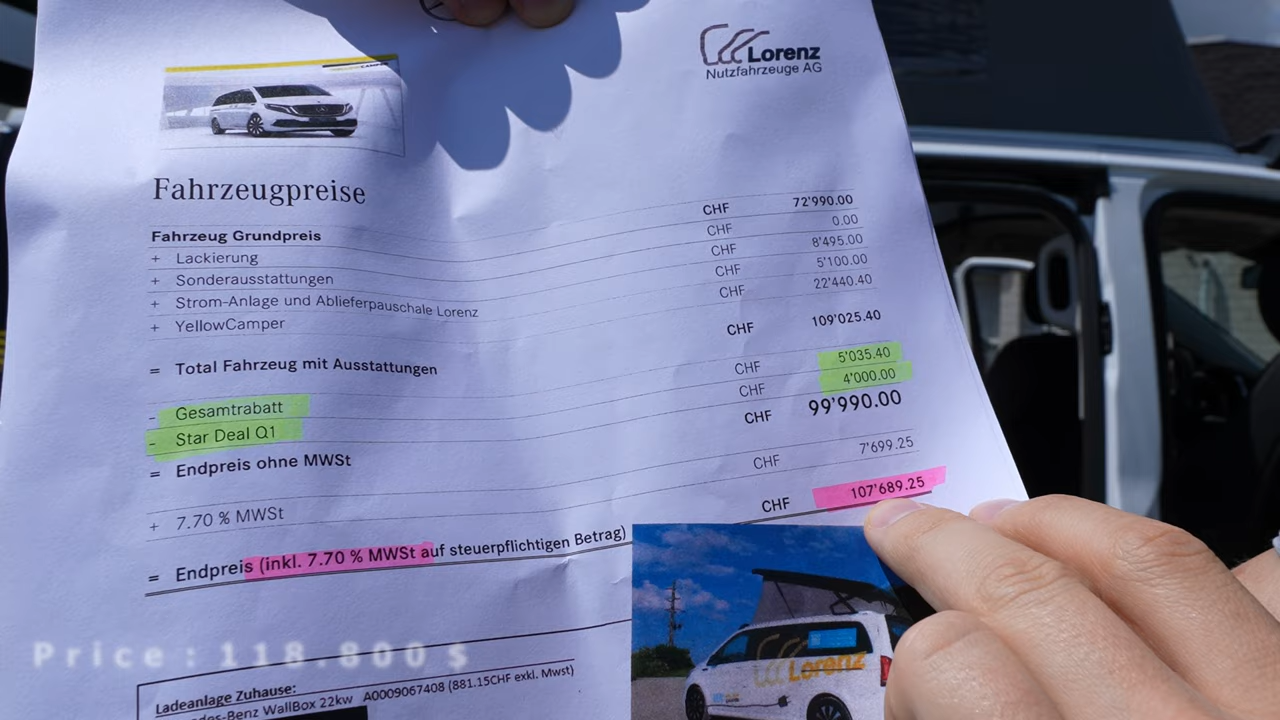 Lorenz
Nutzfahrzeuge AG
Fahrzeugpreise
Fahrzeug Grundpreis CHF 72'990.00
+ Lackierung CHF 0.00
+ Sonderausstattungen CHF 8'495.00
+ Strom-Anlage und Ablieferpauschale Lorenz CHF 5'100.00
+ YellowCamper CHF 22'440.40
= Total Fahrzeug mit Ausstattungen CHF 109'025.40
- Gesamtrabatt CHF 5'035.40
- Star Deal Q1 CHF 4'000.00
= Endpreis ohne MWSt CHF 99'990.00
+ 7.70 % MWSt CHF 7'699.25
= Endpreis (inkl. 7.70 % MWSt auf steuerpflichtigen Betrag) CHF 107'689.25
Lorenz
Price: 118.800 $
Ladeanlage Zuhause:
-Benz WallBox 22kw A0009067408 (881.15CHF exkl. Mwst)